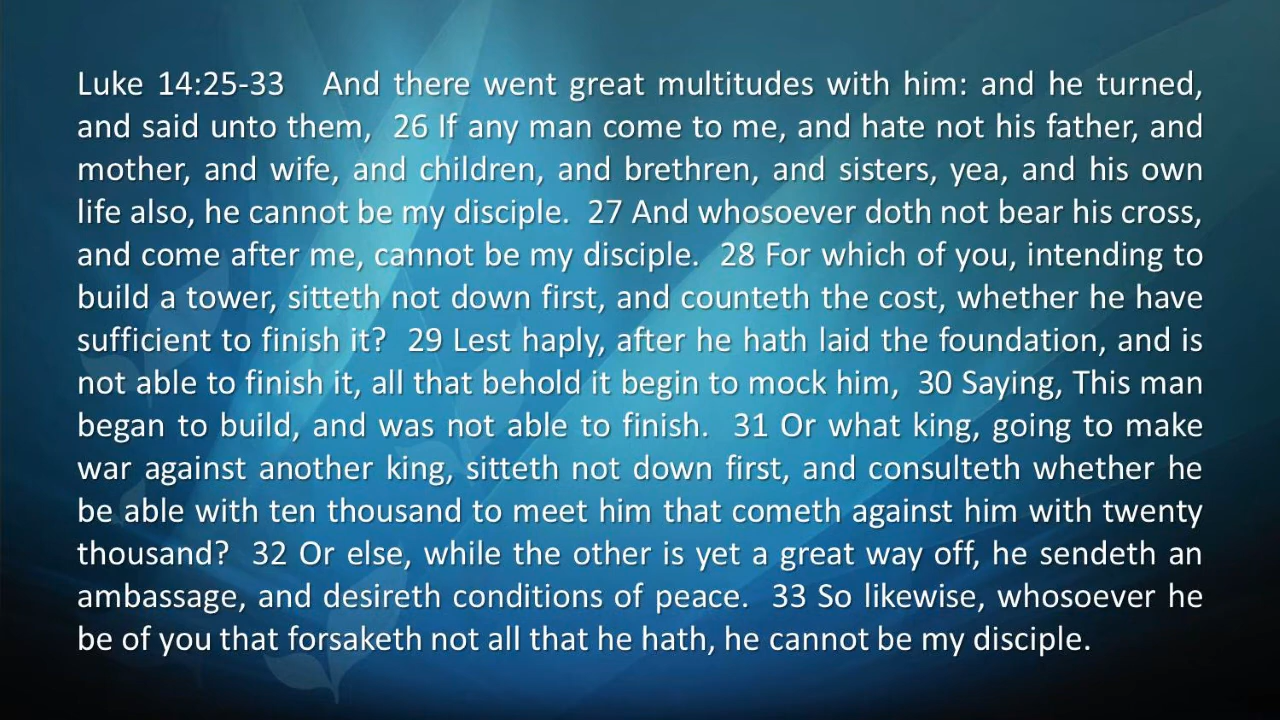 Luke 14:25-33   And there went great multitudes with him: and he turned,
and said unto them,  26 If any man come to me, and hate not his father, and
mother, and wife, and children, and brethren, and sisters, yea, and his own
life also, he cannot be my disciple.  27 And whosoever doth not bear his cross,
and come after me, cannot be my disciple.  28 For which of you, intending to
build a tower, sitteth not down first, and counteth the cost, whether he have
sufficient to finish it?  29 Lest haply, after he hath laid the foundation, and is
not able to finish it, all that behold it begin to mock him,  30 Saying, This man
began to build, and was not able to finish.  31 Or what king, going to make
war against another king, sitteth not down first, and consulteth whether he
be able with ten thousand to meet him that cometh against him with twenty
thousand?  32 Or else, while the other is yet a great way off, he sendeth an
ambassage, and desireth conditions of peace.  33 So likewise, whosoever he
be of you that forsaketh not all that he hath, he cannot be my disciple.